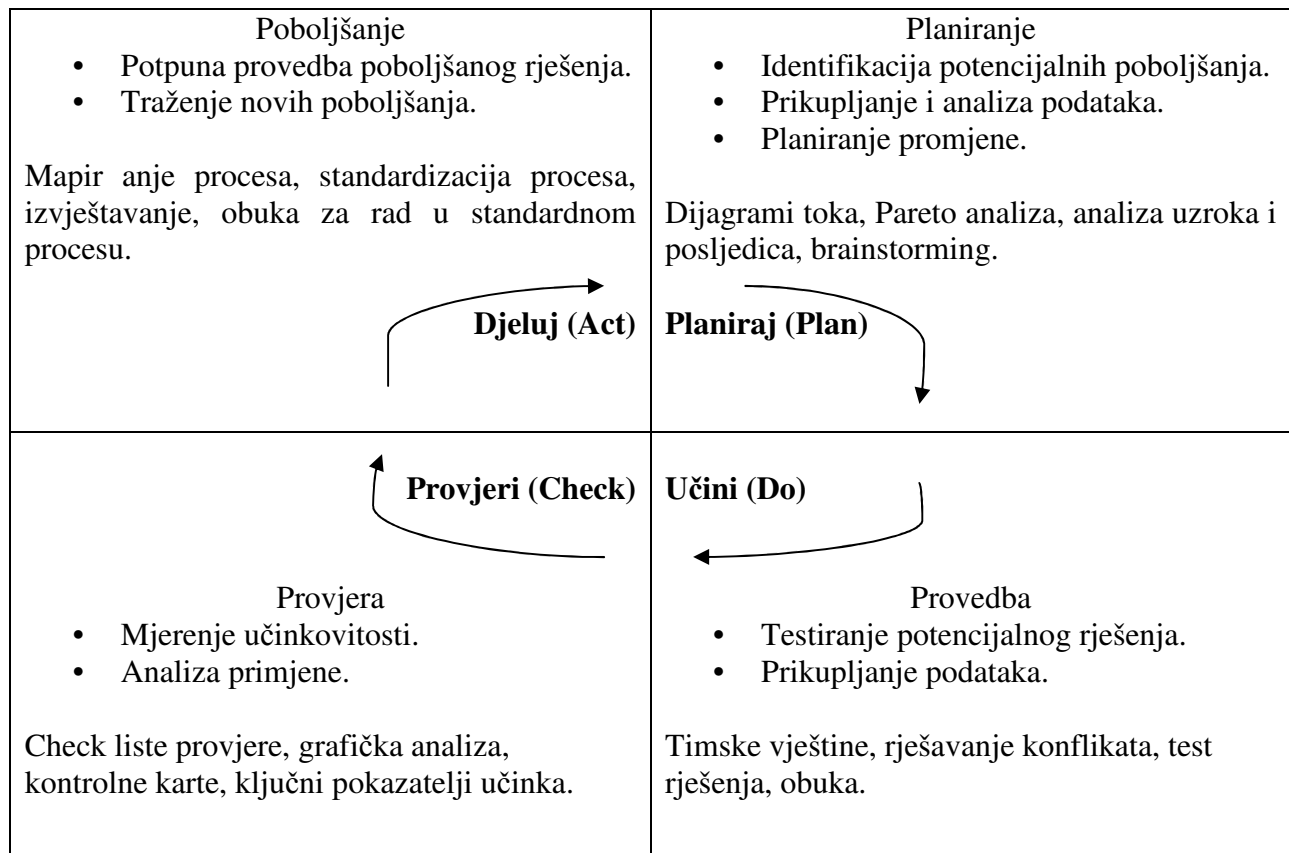 Poboljšanje
• Potpuna provedba poboljšanog rješenja.
• Traženje novih poboljšanja.
Mapir anje procesa, standardizacija procesa,
izvještavanje, obuka za rad u standardnom
procesu.
Djeluj (Act)
Planiranje
• Identifikacija potencijalnih poboljšanja.
• Prikupljanje i analiza podataka.
• Planiranje promjene.
Dijagrami toka, Pareto analiza, analiza uzroka i
posljedica, brainstorming.
Planiraj (Plan)
Provjeri (Check)
Provjera
• Mjerenje učinkovitosti.
• Analiza primjene.
Check liste provjere, grafička analiza,
kontrolne karte, ključni pokazatelji učinka.
Učini (Do)
Provedba
• Testiranje potencijalnog rješenja.
• Prikupljanje podataka.
Timske vještine, rješavanje konflikata, test
rješenja, obuka.